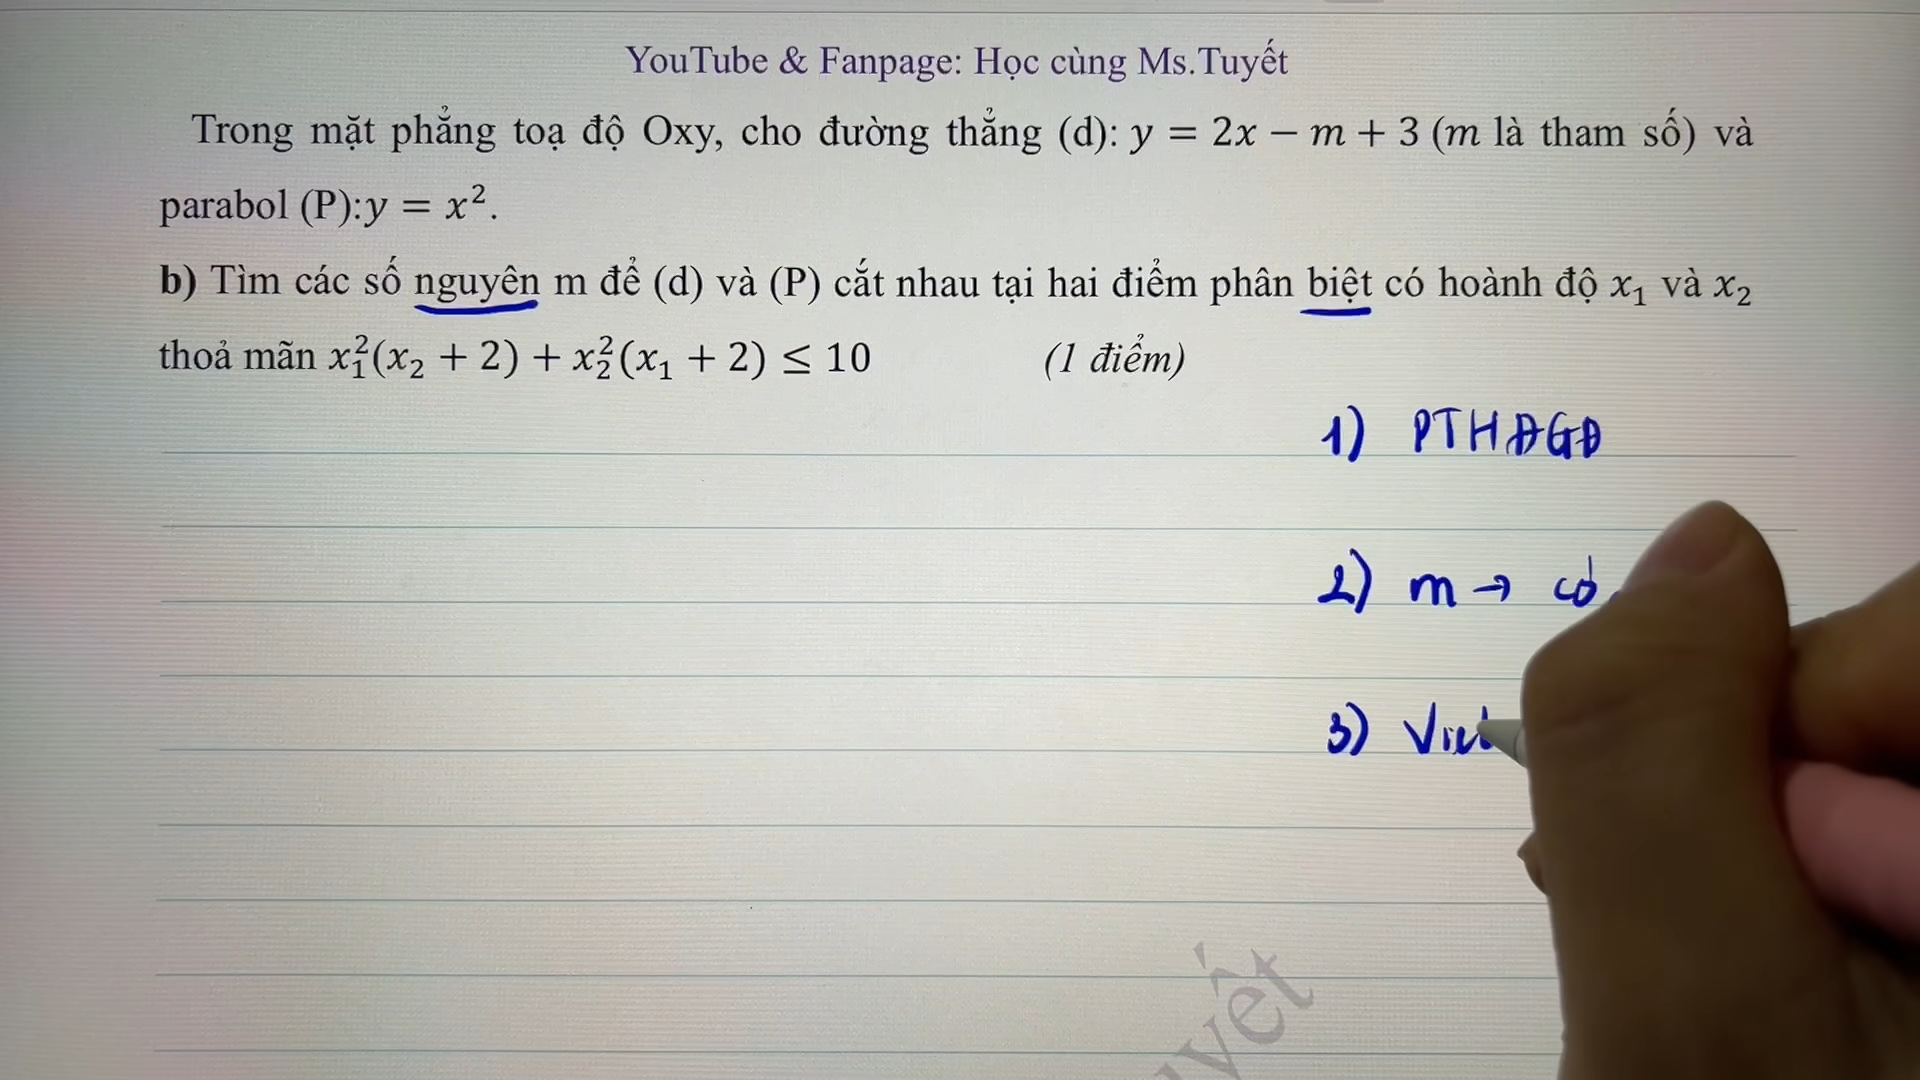 YouTube & Fanpage: Học cùng Ms.Tuyết
Trong mặt phẳng toạ độ Oxy, cho đường thẳng (d): y = 2x − m + 3 (m là tham số) và
parabol (P):y = x².
b) Tìm các số nguyên m để (d) và (P) cắt nhau tại hai điểm phân biệt có hoành độ x₁ và x₂
thoả mãn x₁²(x₂ + 2) + x₂²(x₁ + 2) ≤ 10 (1 điểm)
1) PTHĐGĐ
2) m → có
3) Viet
yết